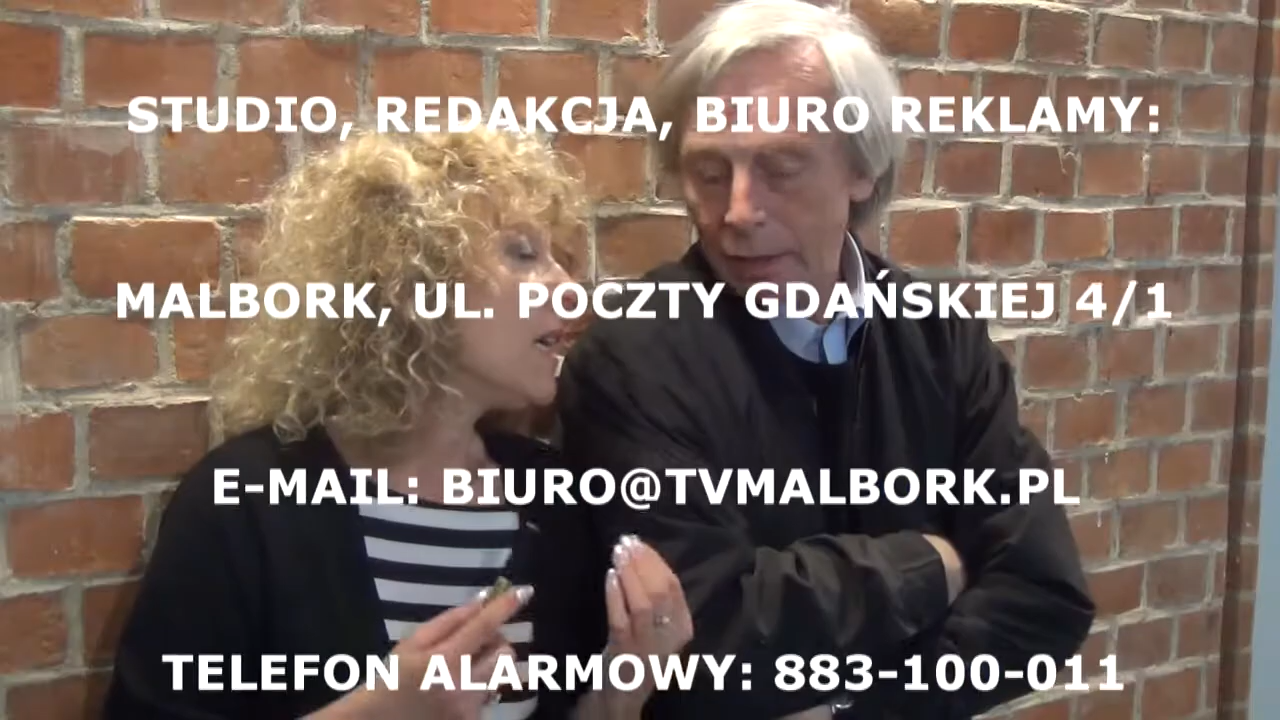 STUDIO, REDAKCJA, BIURO REKLAMY:
MALBORK, UL. POCZTY GDAŃSKIEJ 4/1
E-MAIL: BIURO@TVMALBORK.PL
TELEFON ALARMOWY: 883-100-011